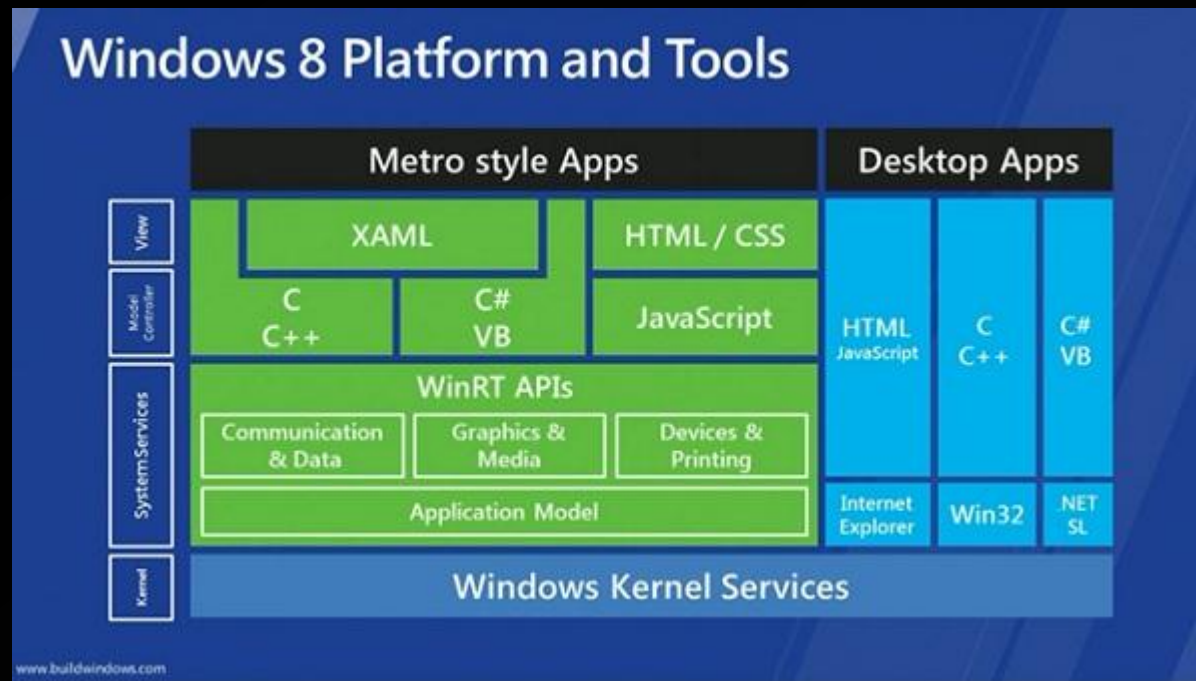 Windows 8 Platform and Tools
Metro style Apps
Desktop Apps
View
XAML
HTML / CSS
Model
Controller
C
C++
C#
VB
JavaScript
HTML
JavaScript
C
C++
C#
VB
System Services
WinRT APIs
Communication
& Data
Graphics &
Media
Devices &
Printing
Application Model
Internet
Explorer
Win32
.NET
SL
Kernel
Windows Kernel Services
www.buildwindows.com